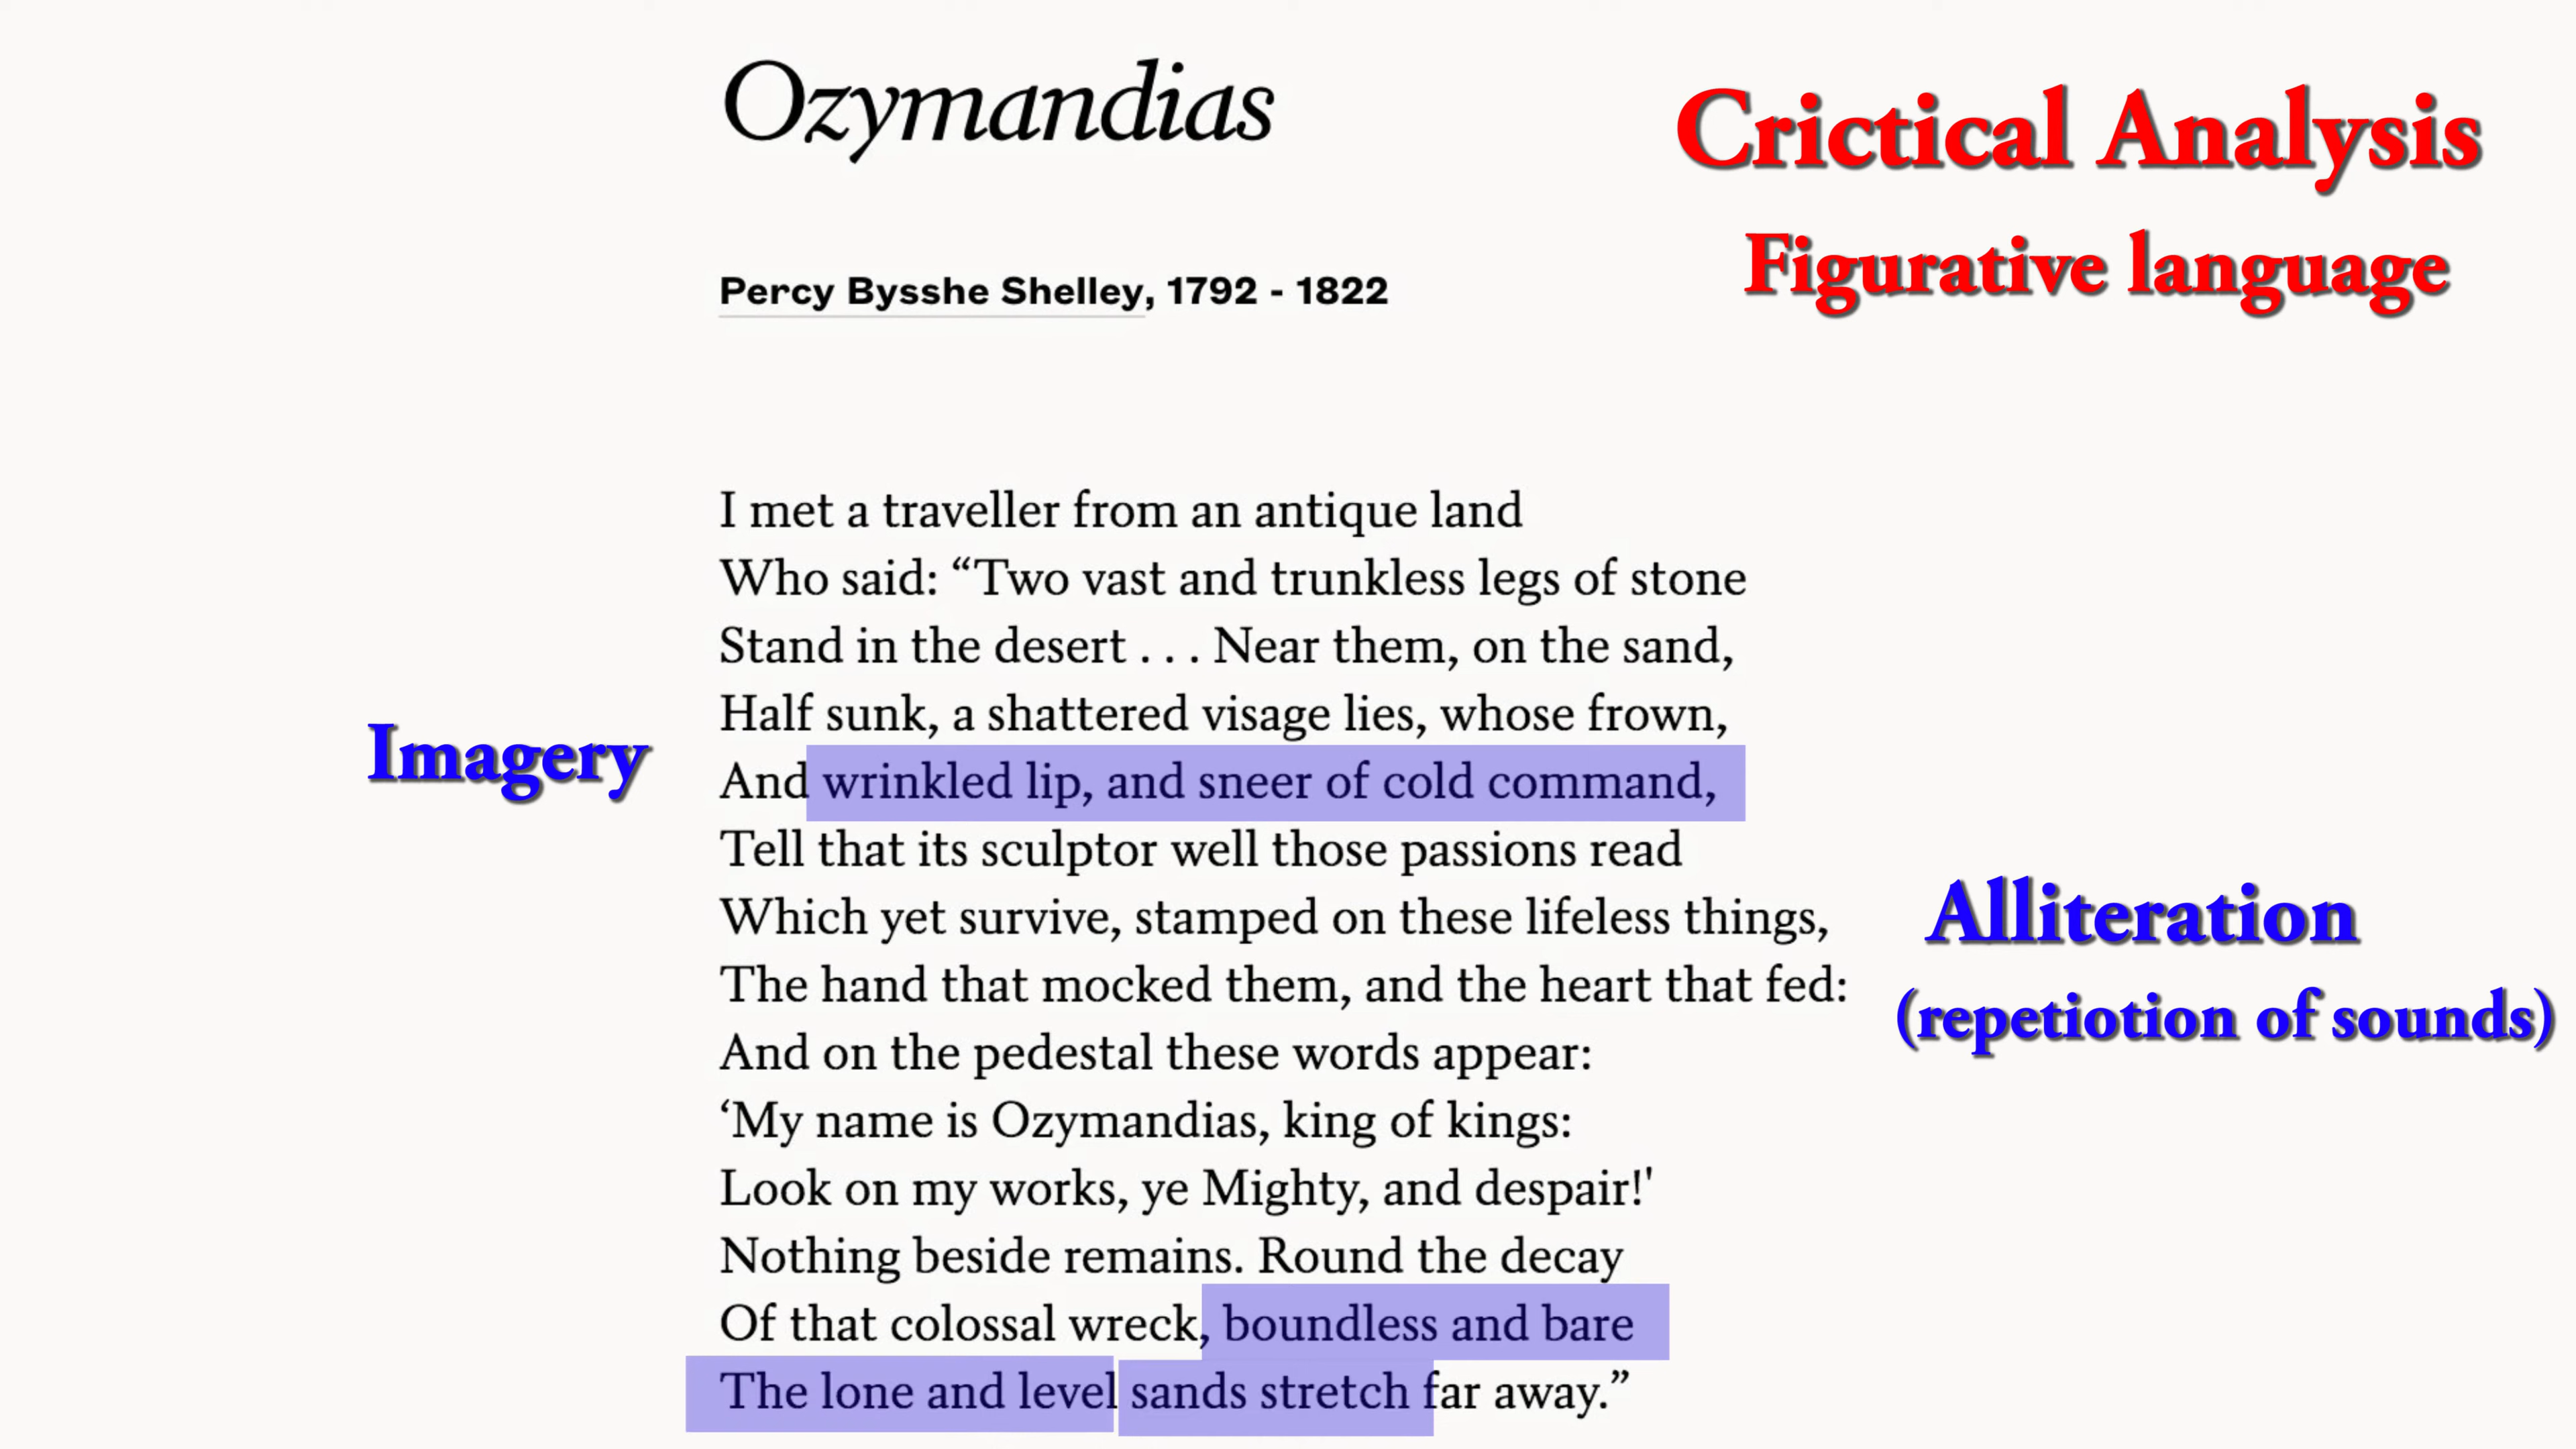 Ozymandias
Crictical Analysis
Figurative language
Percy Bysshe Shelley, 1792 - 1822
I met a traveller from an antique land
Who said: “Two vast and trunkless legs of stone
Stand in the desert . . . Near them, on the sand,
Half sunk, a shattered visage lies, whose frown,
Imagery
And wrinkled lip, and sneer of cold command,
Tell that its sculptor well those passions read
Which yet survive, stamped on these lifeless things,
Alliteration
The hand that mocked them, and the heart that fed:
(repetiotion of sounds)
And on the pedestal these words appear:
‘My name is Ozymandias, king of kings:
Look on my works, ye Mighty, and despair!'
Nothing beside remains. Round the decay
Of that colossal wreck, boundless and bare
The lone and level sands stretch far away.”